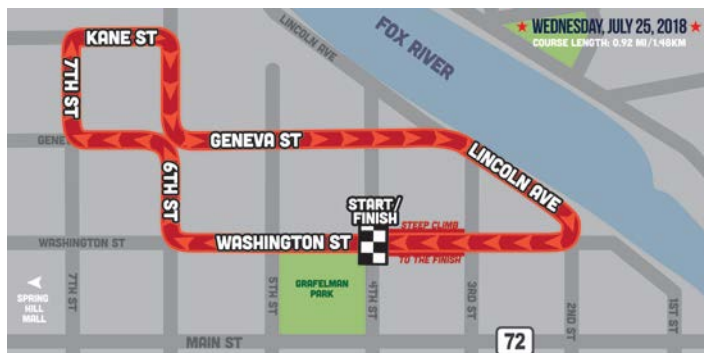 WEDNESDAY, JULY 25, 2018
COURSE LENGTH: 0.92 MI/1.48KM
LINCOLN AVE
FOX RIVER
KANE ST
7TH ST
GENEVA ST
LINCOLN AVE
6TH ST
START/
FINISH
STEEP CLIMB
WASHINGTON ST
WASHINGTON ST
TO THE FINISH
GRAFELMAN
PARK
SPRING
HILL
MALL
7TH ST
5TH ST
4TH ST
3RD ST
2ND ST
1ST ST
MAIN ST
72